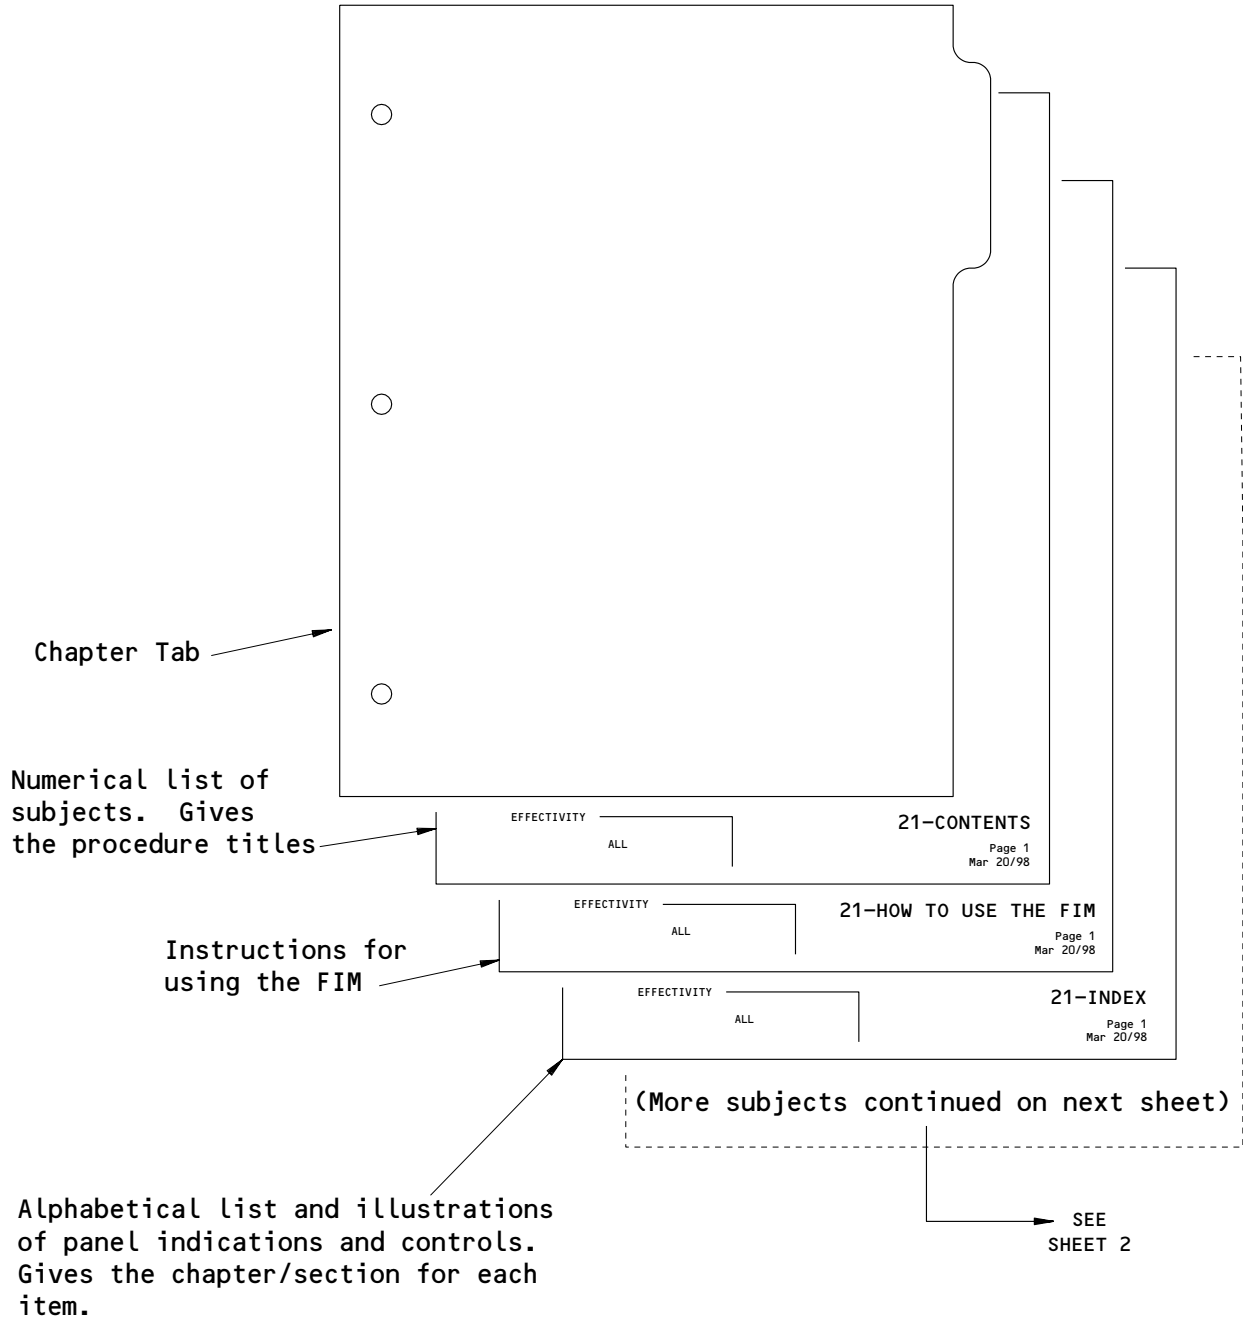 Chapter Tab
Numerical list of
subjects.  Gives
the procedure titles
EFFECTIVITY
ALL
21-CONTENTS
Page 1
Mar 20/98
Instructions for
using the FIM
EFFECTIVITY
ALL
21-HOW TO USE THE FIM
Page 1
Mar 20/98
EFFECTIVITY
ALL
21-INDEX
Page 1
Mar 20/98
(More subjects continued on next sheet)
Alphabetical list and illustrations
of panel indications and controls.
Gives the chapter/section for each
item.
SEE
SHEET 2